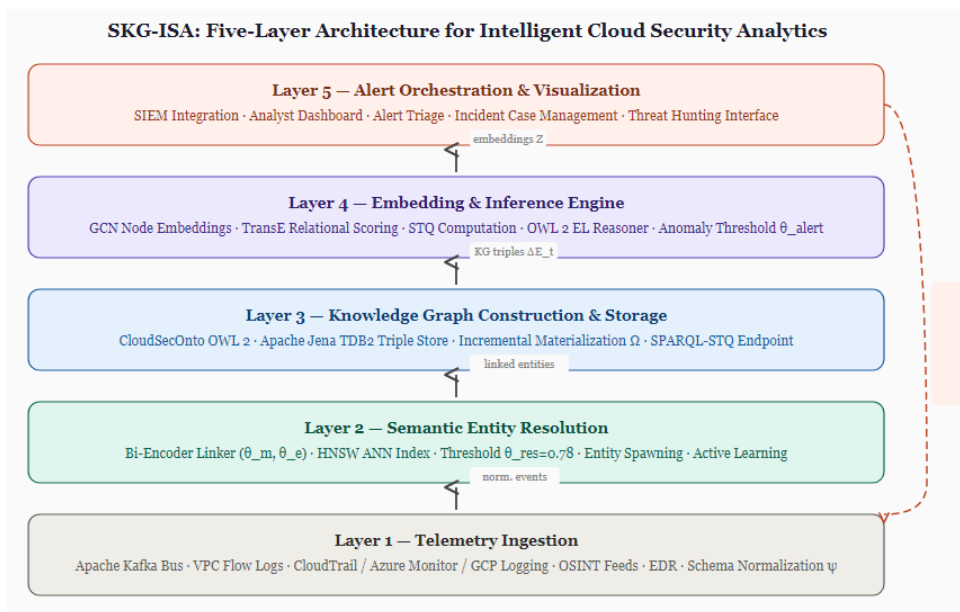 SKG-ISA: Five-Layer Architecture for Intelligent Cloud Security Analytics
Layer 5 — Alert Orchestration & Visualization
SIEM Integration · Analyst Dashboard · Alert Triage · Incident Case Management · Threat Hunting Interface
embeddings Z
Layer 4 — Embedding & Inference Engine
GCN Node Embeddings · TransE Relational Scoring · STQ Computation · OWL 2 EL Reasoner · Anomaly Threshold θ_alert
KG triples ΔE_t
Layer 3 — Knowledge Graph Construction & Storage
CloudSecOnto OWL 2 · Apache Jena TDB2 Triple Store · Incremental Materialization Ω · SPARQL-STQ Endpoint
linked entities
Layer 2 — Semantic Entity Resolution
Bi-Encoder Linker (θ_m, θ_e) · HNSW ANN Index · Threshold θ_res=0.78 · Entity Spawning · Active Learning
norm. events
Layer 1 — Telemetry Ingestion
Apache Kafka Bus · VPC Flow Logs · CloudTrail / Azure Monitor / GCP Logging · OSINT Feeds · EDR · Schema Normalization ψ